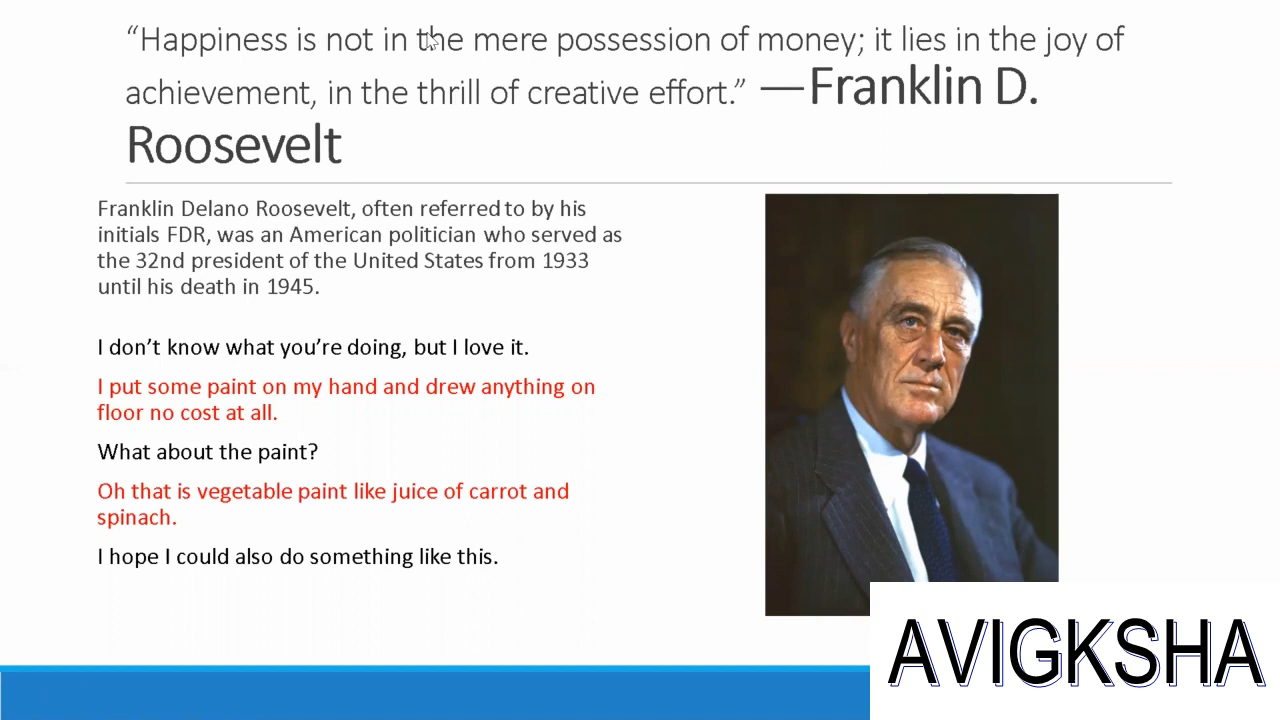 “Happiness is not in the mere possession of money; it lies in the joy of
achievement, in the thrill of creative effort.” —Franklin D.
Roosevelt
Franklin Delano Roosevelt, often referred to by his
initials FDR, was an American politician who served as
the 32nd president of the United States from 1933
until his death in 1945.
I don’t know what you’re doing, but I love it.
I put some paint on my hand and drew anything on
floor no cost at all.
What about the paint?
Oh that is vegetable paint like juice of carrot and
spinach.
I hope I could also do something like this.
AVIGKSHA